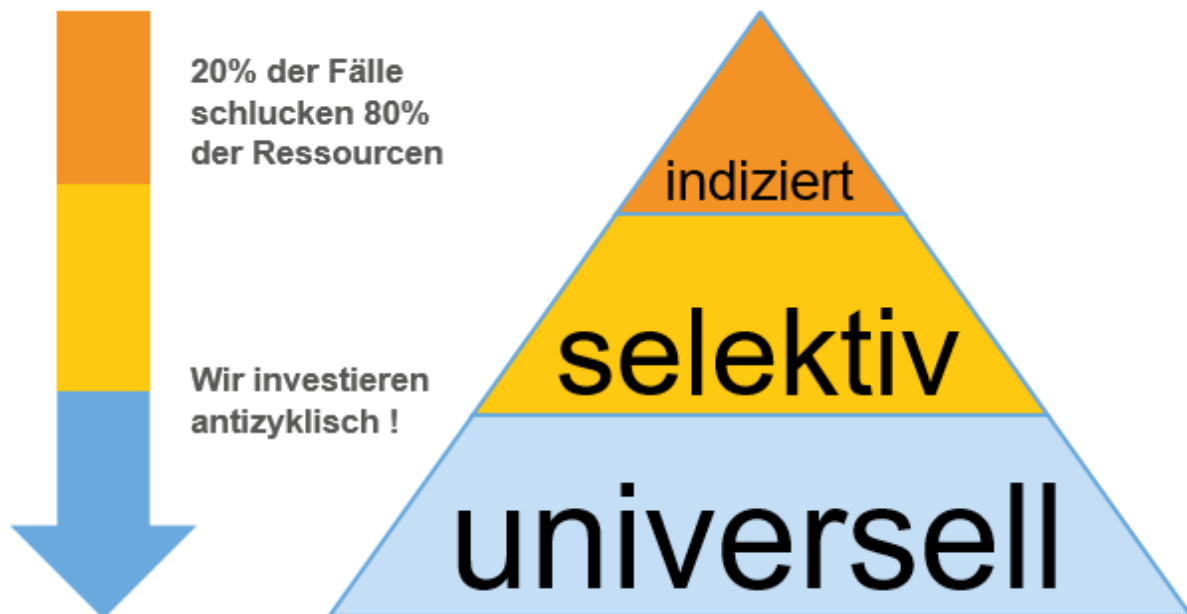 20% der Fälle
schlucken 80%
der Ressourcen
Wir investieren
antizyklisch !
indiziert
selektiv
universell